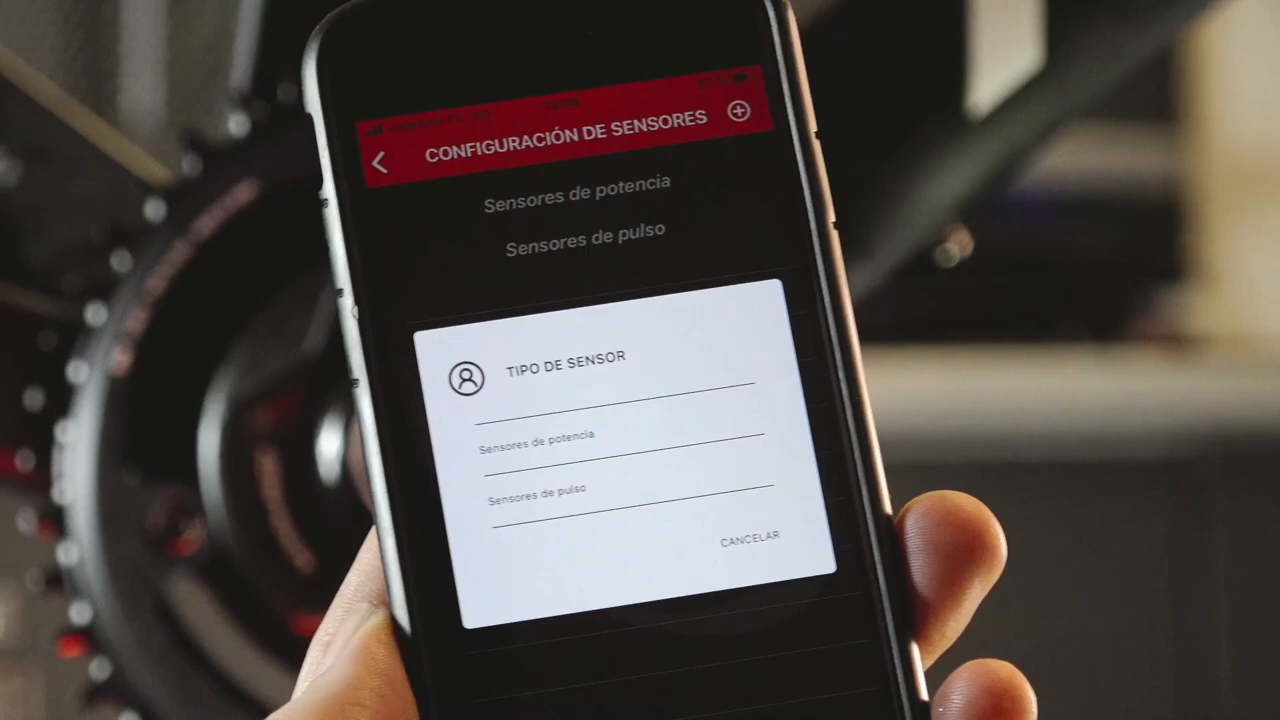 CONFIGURACIÓN DE SENSORES
Sensores de potencia
Sensores de pulso
TIPO DE SENSOR
Sensores de potencia
Sensores de pulso
CANCELAR